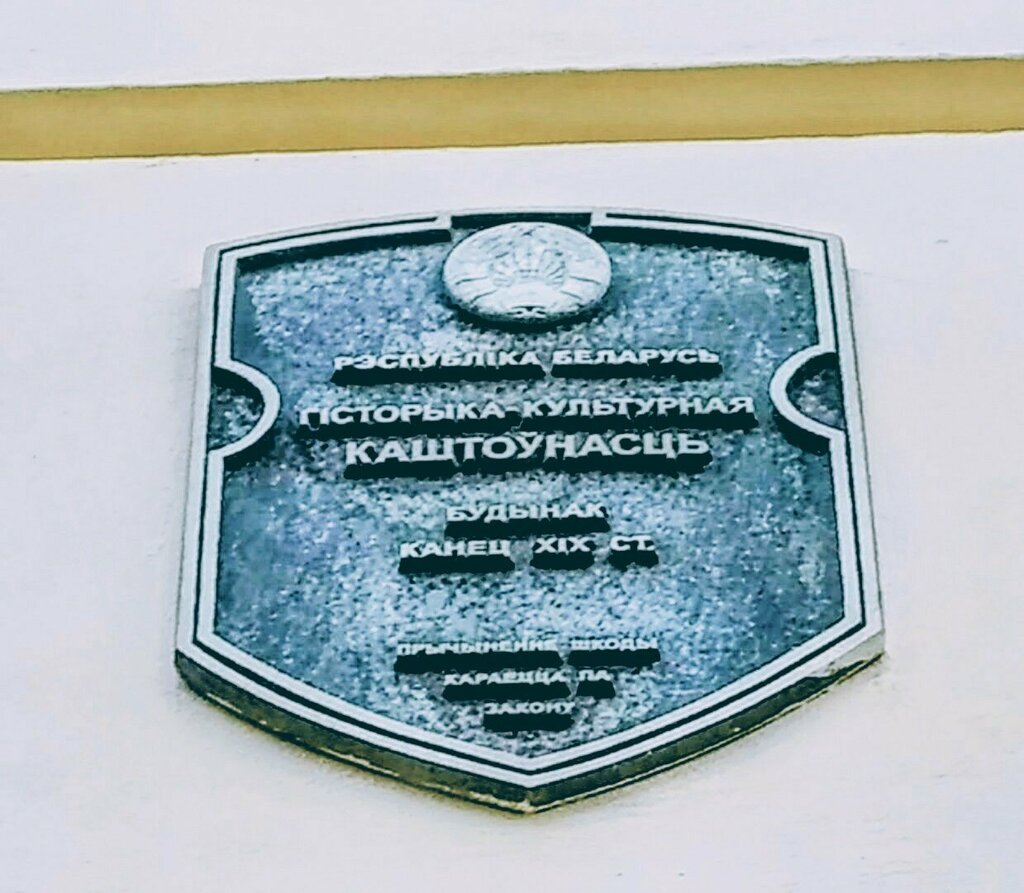 РЭСПУБЛІКА БЕЛАРУСЬ
ГІСТОРЫКА-КУЛЬТУРНАЯ
КАШТОЎНАСЦЬ
БУДЫНАК
КАНЕЦ XIX СТ.
ПРЫЧЫНЕННЕ ШКОДЫ
КАРАЕЦЦА ПА
ЗАКОНУ